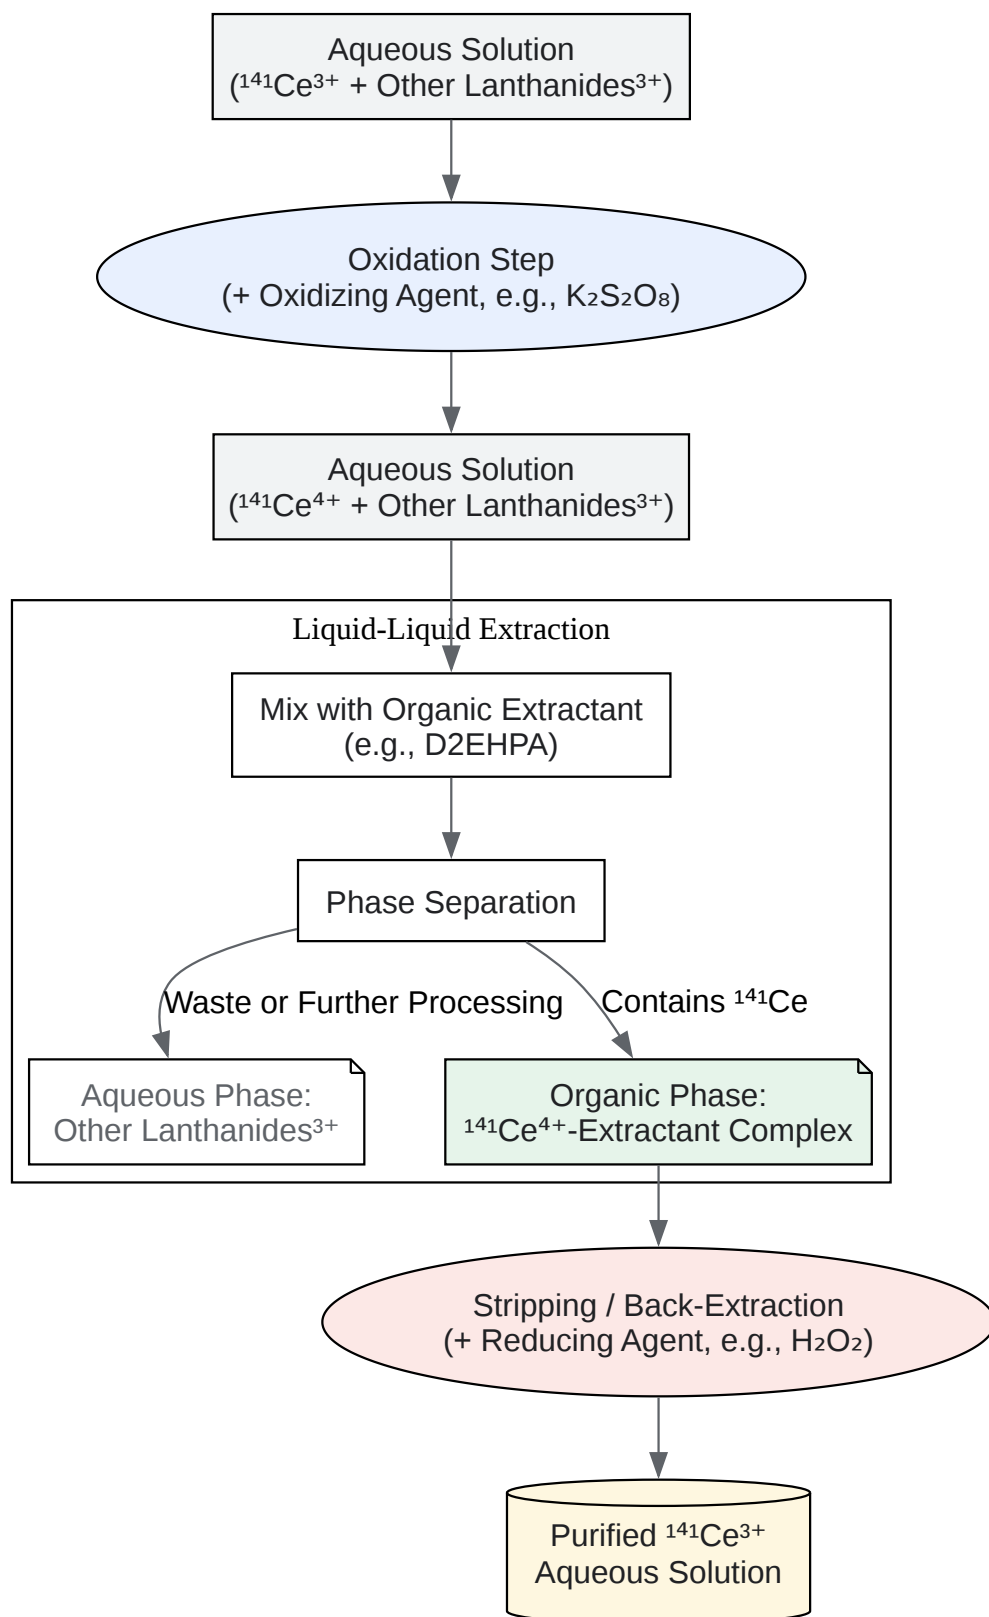 Aqueous Solution
(¹⁴¹Ce³⁺ + Other Lanthanides³⁺)
Oxidation Step
(+ Oxidizing Agent, e.g., K₂S₂O₈)
Aqueous Solution
(¹⁴¹Ce⁴⁺ + Other Lanthanides³⁺)
Liquid-Liquid Extraction
Mix with Organic Extractant
(e.g., D2EHPA)
Phase Separation
Waste or Further Processing
Contains ¹⁴¹Ce
Aqueous Phase:
Other Lanthanides³⁺
Organic Phase:
¹⁴¹Ce⁴⁺-Extractant Complex
Stripping / Back-Extraction
(+ Reducing Agent, e.g., H₂O₂)
Purified ¹⁴¹Ce³⁺
Aqueous Solution